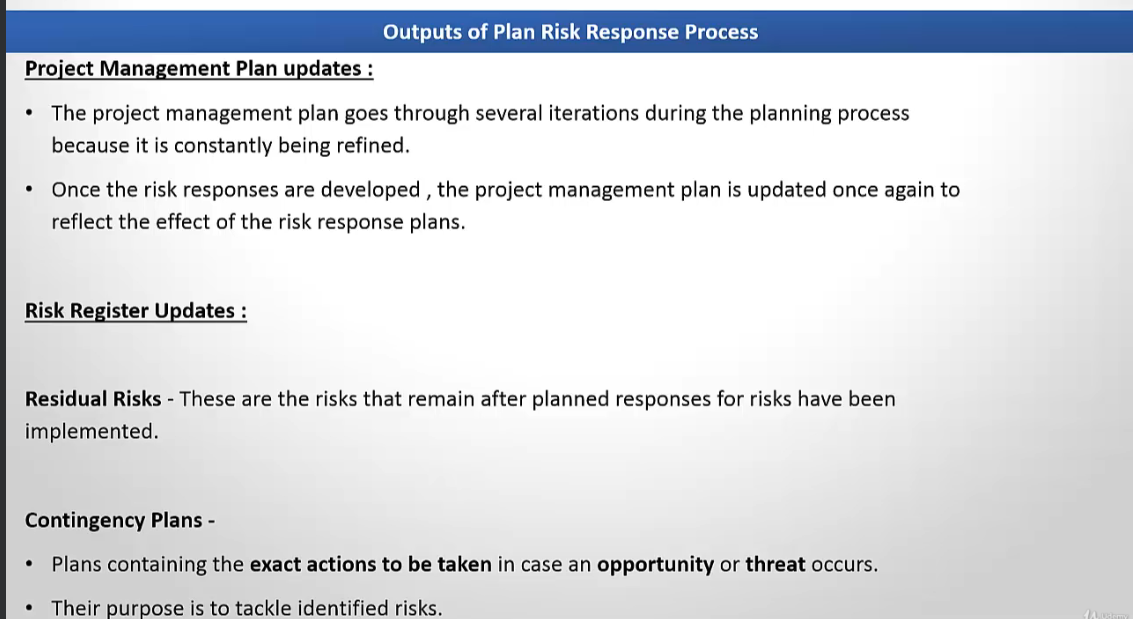 Outputs of Plan Risk Response Process
Project Management Plan updates :
• The project management plan goes through several iterations during the planning process
because it is constantly being refined.
• Once the risk responses are developed , the project management plan is updated once again to
reflect the effect of the risk response plans.
Risk Register Updates :
Residual Risks - These are the risks that remain after planned responses for risks have been
implemented.
Contingency Plans -
• Plans containing the exact actions to be taken in case an opportunity or threat occurs.
• Their purpose is to tackle identified risks.